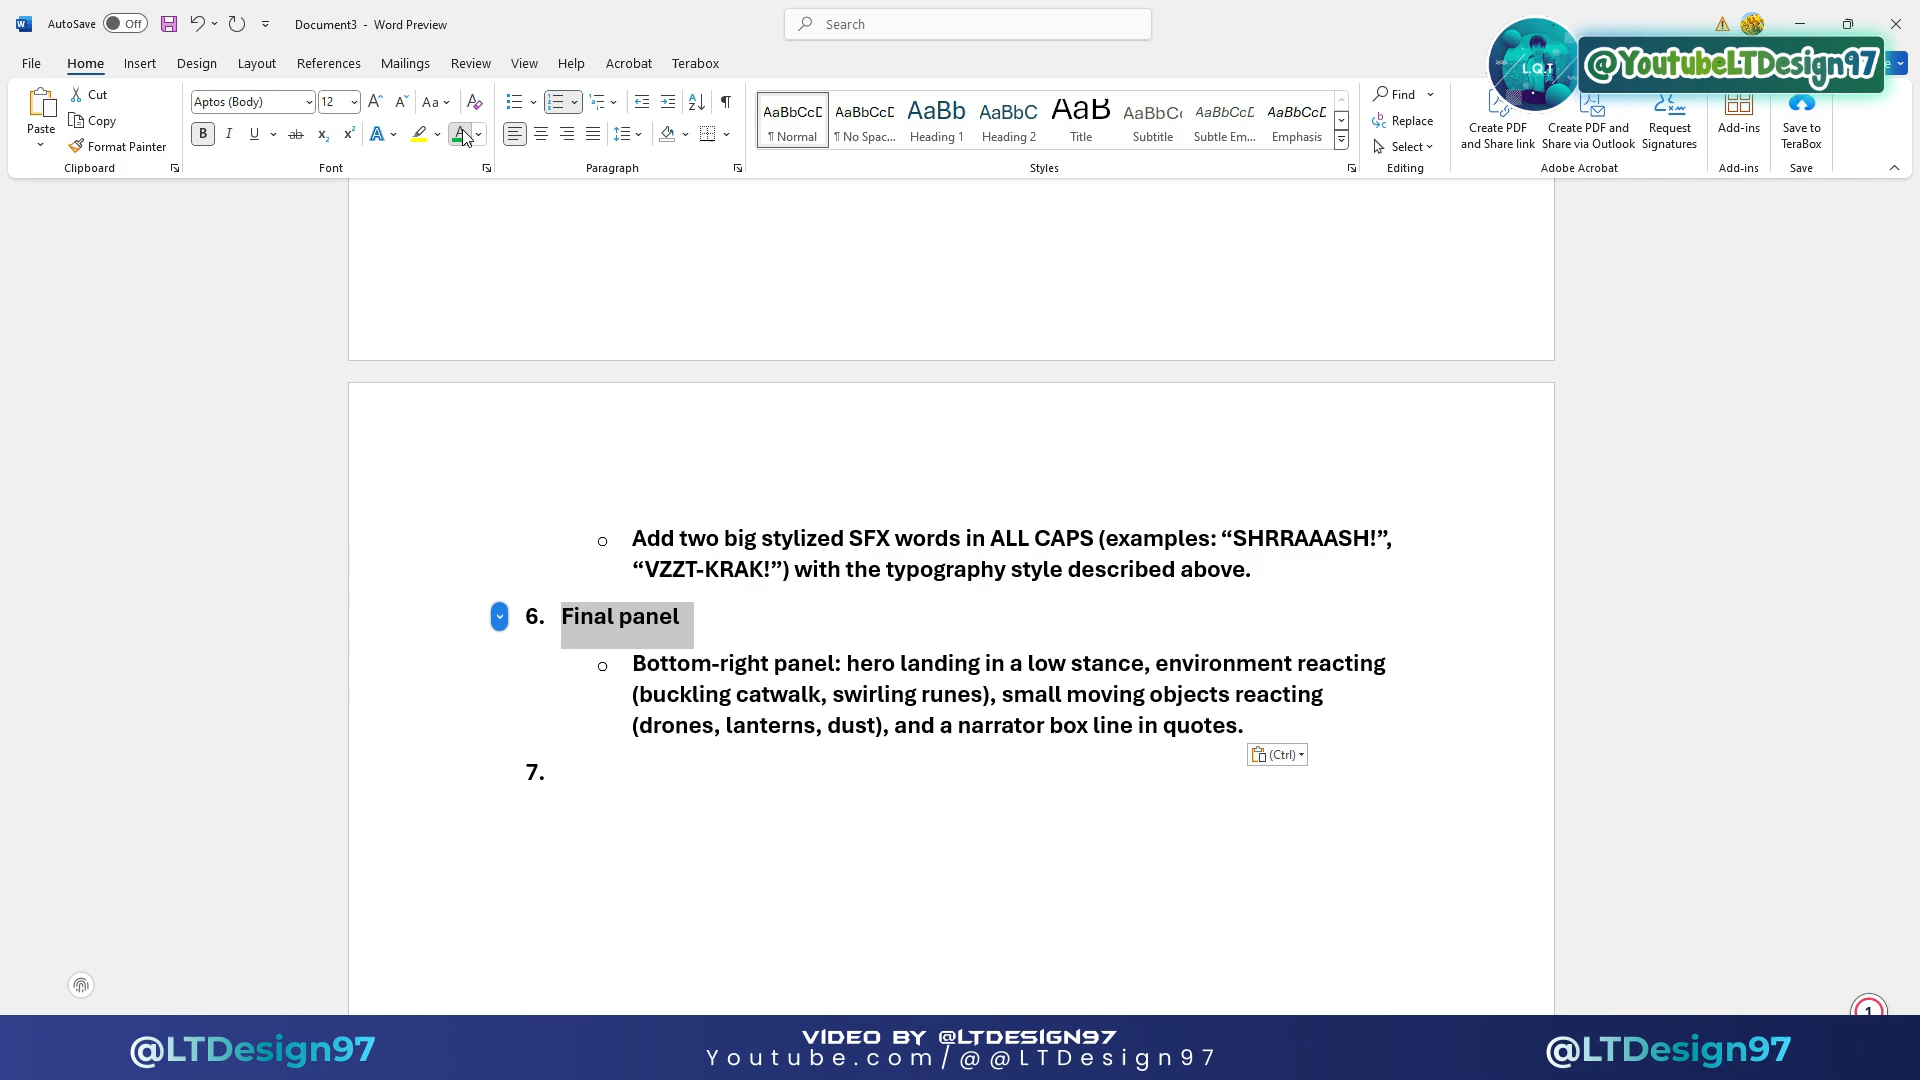 AutoSave Off Document3 - Word Preview Search
@YoutubeLTDesign97
L.Q.T
File Home Insert Design Layout References Mailings Review View Help Acrobat Terabox
Paste Cut
Copy
Format Painter
Clipboard
Aptos (Body) 12
Font
Paragraph
AaBbCcD AaBbCcD AaBb AaBbC AaB AaBbC AaBbCcD AaBbCcD
¶ Normal ¶ No Spac... Heading 1 Heading 2 Title Subtitle Subtle Em... Emphasis
Styles
Find
Replace
Select
Editing
Create PDF and Share link
Create PDF and Share via Outlook
Request Signatures
Adobe Acrobat
Add-ins
Add-ins
Save to TeraBox
Save
o Add two big stylized SFX words in ALL CAPS (examples: “SHRRAAASH!”,
“VZZT-KRAK!”) with the typography style described above.
6. Final panel
o Bottom-right panel: hero landing in a low stance, environment reacting
(buckling catwalk, swirling runes), small moving objects reacting
(drones, lanterns, dust), and a narrator box line in quotes.
(Ctrl)
7.
@LTDesign97
VIDEO BY @LTDESIGN97
Youtube.com/@@LTDesign97
@LTDesign97